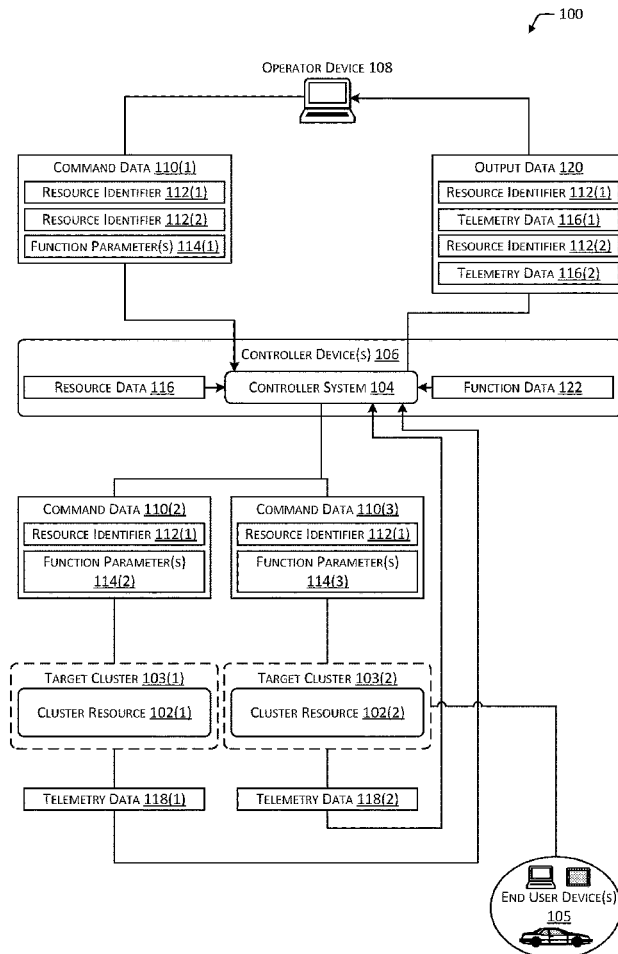 100
OPERATOR DEVICE 108
COMMAND DATA 110(1)
RESOURCE IDENTIFIER 112(1)
RESOURCE IDENTIFIER 112(2)
FUNCTION PARAMETER(S) 114(1)
OUTPUT DATA 120
RESOURCE IDENTIFIER 112(1)
TELEMETRY DATA 116(1)
RESOURCE IDENTIFIER 112(2)
TELEMETRY DATA 116(2)
CONTROLLER DEVICE(S) 106
RESOURCE DATA 116
CONTROLLER SYSTEM 104
FUNCTION DATA 122
COMMAND DATA 110(2)
RESOURCE IDENTIFIER 112(1)
FUNCTION PARAMETER(S)
114(2)
COMMAND DATA 110(3)
RESOURCE IDENTIFIER 112(1)
FUNCTION PARAMETER(S)
114(3)
TARGET CLUSTER 103(1)
CLUSTER RESOURCE 102(1)
TARGET CLUSTER 103(2)
CLUSTER RESOURCE 102(2)
TELEMETRY DATA 118(1)
TELEMETRY DATA 118(2)
END USER DEVICE(S)
105